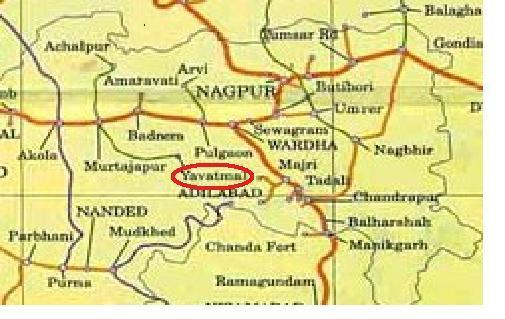 Balagha
Tumsar Rd
Achalpur
Gondia
Arvi
Amaravati
Butibori
NAGPUR
Umrer
Badnera
Sewagram
WARDHA
AL
Akola
Pulgaon
Nagbhir
Murtajapur
Majri
Yavatmal
Tadali
ADILABAD
Chandrapur
NANDED
Balharshah
Parbhani
Mudkhed
Chanda Fort
Manikgarh
Purna
Ramagundam